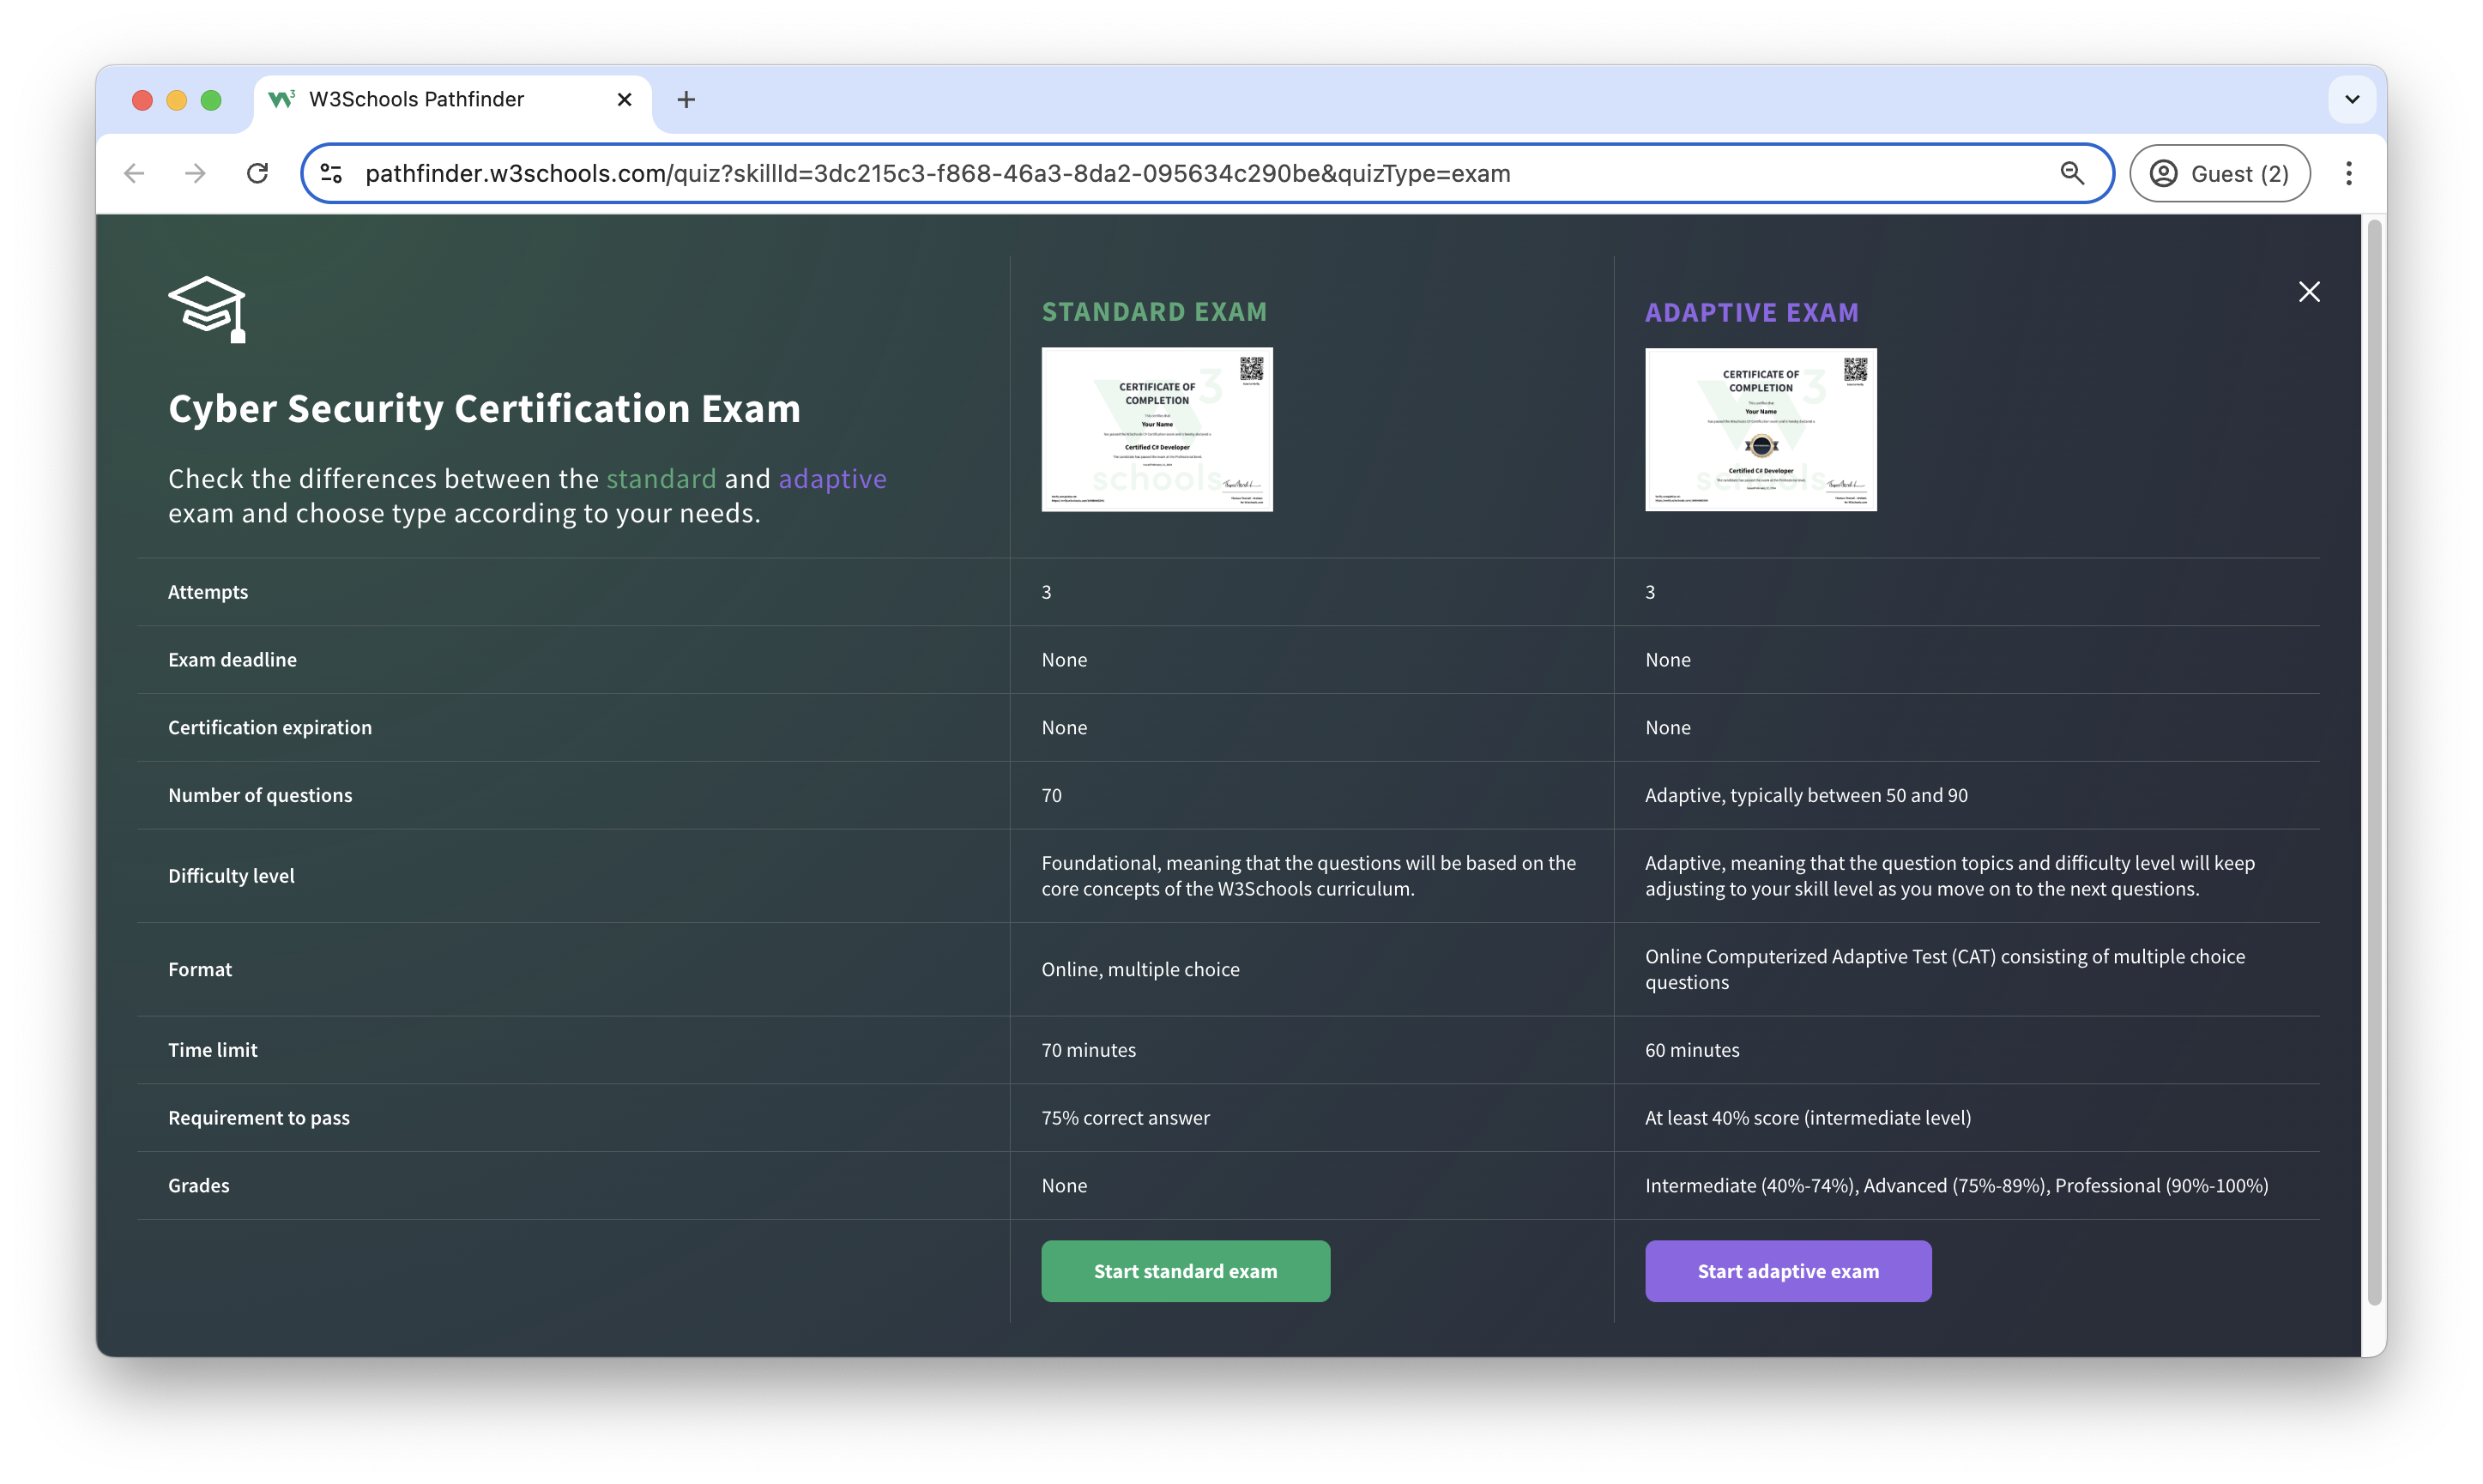 W3Schools Pathfinder
pathfinder.w3schools.com/quiz?skillId=3dc215c3-f868-46a3-8da2-095634c290be&quizType=exam
Guest (2)
Cyber Security Certification Exam
Check the differences between the standard and adaptive
exam and choose type according to your needs.
STANDARD EXAM
CERTIFICATE OF
COMPLETION
This certifies that
Your Name
Certified C# Developer
schools
ADAPTIVE EXAM
CERTIFICATE OF
COMPLETION
This certifies that
Your Name
Certified C# Developer
schools
Attempts
3
3
Exam deadline
None
None
Certification expiration
None
None
Number of questions
70
Adaptive, typically between 50 and 90
Difficulty level
Foundational, meaning that the questions will be based on the
core concepts of the W3Schools curriculum.
Adaptive, meaning that the question topics and difficulty level will keep
adjusting to your skill level as you move on to the next questions.
Format
Online, multiple choice
Online Computerized Adaptive Test (CAT) consisting of multiple choice
questions
Time limit
70 minutes
60 minutes
Requirement to pass
75% correct answer
At least 40% score (intermediate level)
Grades
None
Intermediate (40%-74%), Advanced (75%-89%), Professional (90%-100%)
Start standard exam
Start adaptive exam